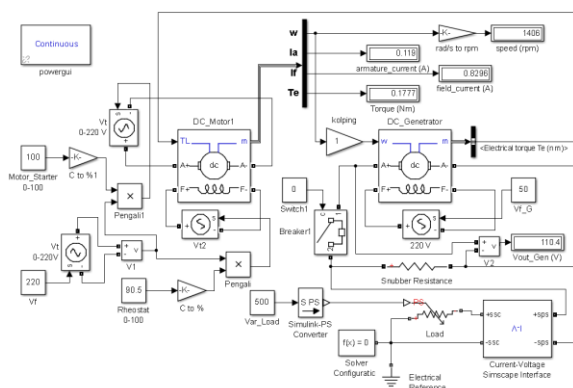 Continuous
powergui
w
-K-
rad/s to rpm
1406
speed (rpm)
Ia
0.119
armature_current (A)
If
0.8296
field_current (A)
Te
0.1777
Torque (Nm)
Vt
0-220 V
DC_Motor1
TL
m
A+
dc
A-
F+
F-
kolping
1
DC_Genetrator
w
m
A+
dc
A-
F+
F-
<Electrical torque Te (n m)>
100
Motor_Starter
0-100
-K-
C to %1
Pengali1
Vt
0-220V
V1
220
Vf
Vt2
90.5
Rheostat
0-100
-K-
C to %
Pengali
0
Switch1
Breaker1
220 V
50
Vf_G
V2
110.4
Vout_Gen (V)
Snubber Resistance
500
Var_Load
S PS
Simulink-PS
Converter
PS
Load
f(x) = 0
Solver
Configuratic
Electrical
Reference
+ssc
-ssc
+sps
-sps
Current-Voltage
Simscape Interface